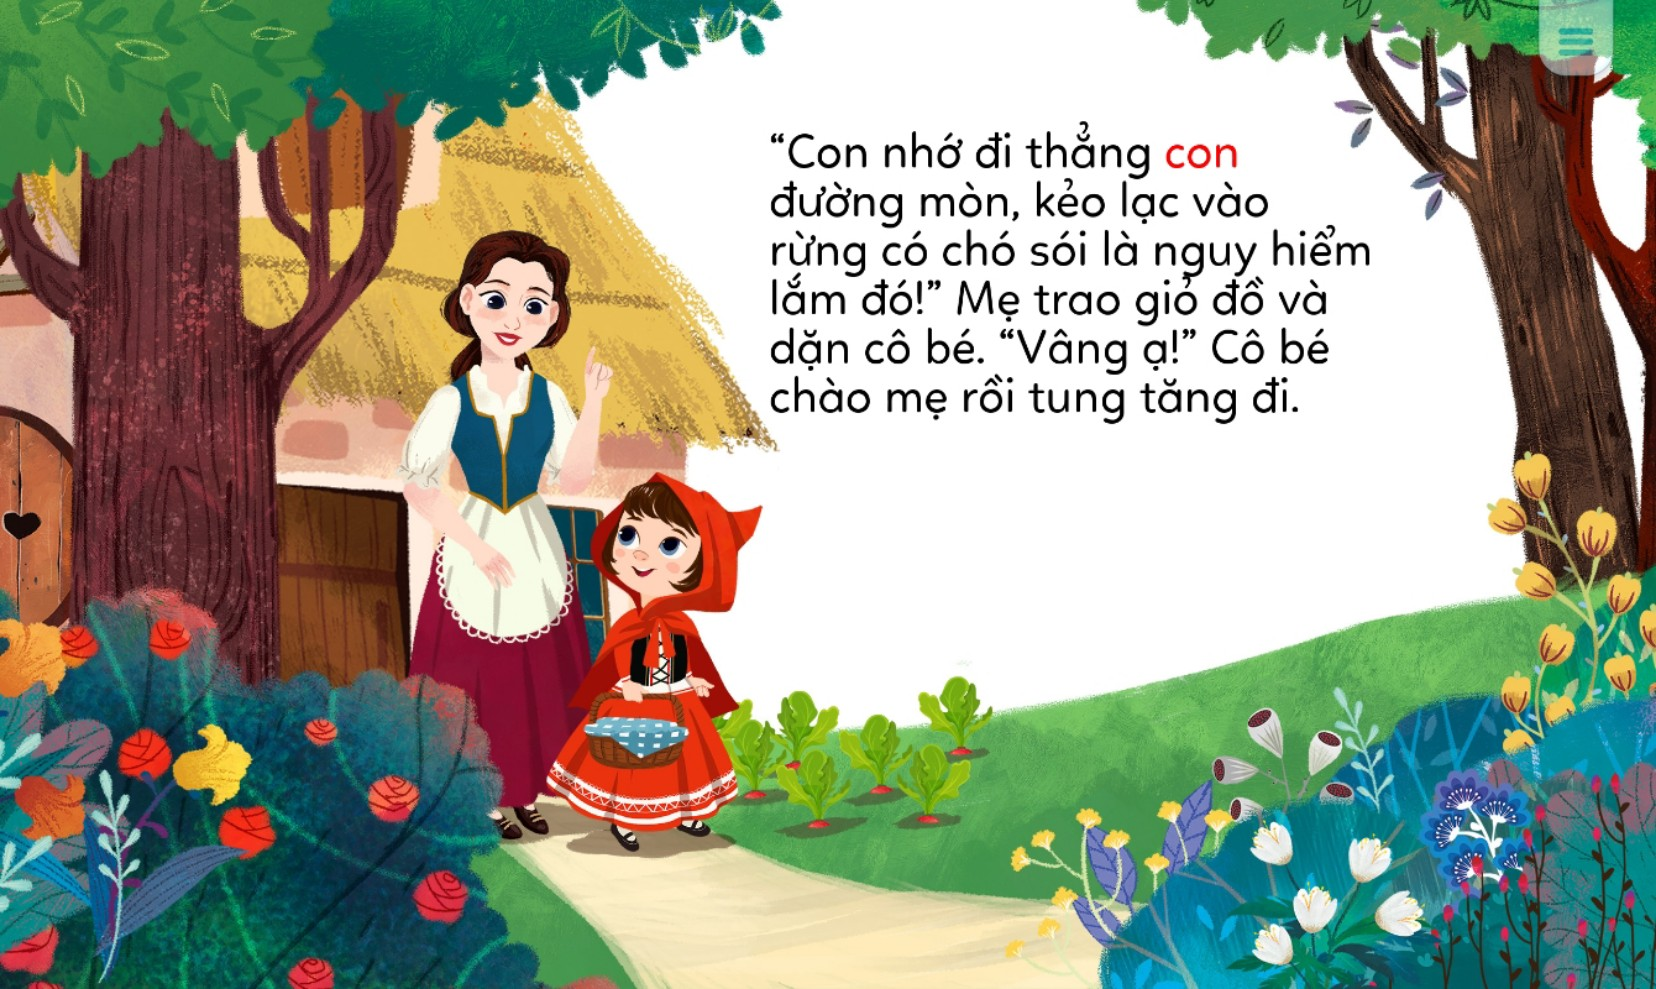 “Con nhớ đi thẳng con
đường mòn, kẻo lạc vào
rừng có chó sói là nguy hiểm
lắm đó!” Mẹ trao giỏ đồ và
dặn cô bé. “Vâng ạ!” Cô bé
chào mẹ rồi tung tăng đi.